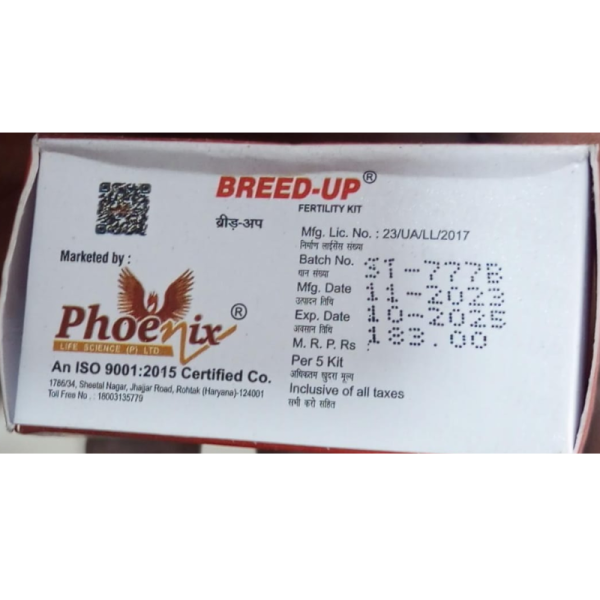 BREED-UP®
FERTILITY KIT
ब्रीड-अप
Marketed by :
Phoenix®
LIFE SCIENCE (P) LTD
An ISO 9001:2015 Certified Co.
1786/34, Sheetal Nagar, Jhajjar Road, Rohtak (Haryana)-124001
Toll Free No. : 18003135779
Mfg. Lic. No. : 23/UA/LL/2017
निर्माण लाईसेंस संख्या
Batch No. ST-777B
थान संख्या
Mfg. Date 11-2023
उत्पादन तिथि
Exp. Date 10-2025
अवसान तिथि
M. R. P. Rs. 183.00
Per 5 Kit
अधिकतम खुदरा मूल्य
Inclusive of all taxes
सभी करो सहित